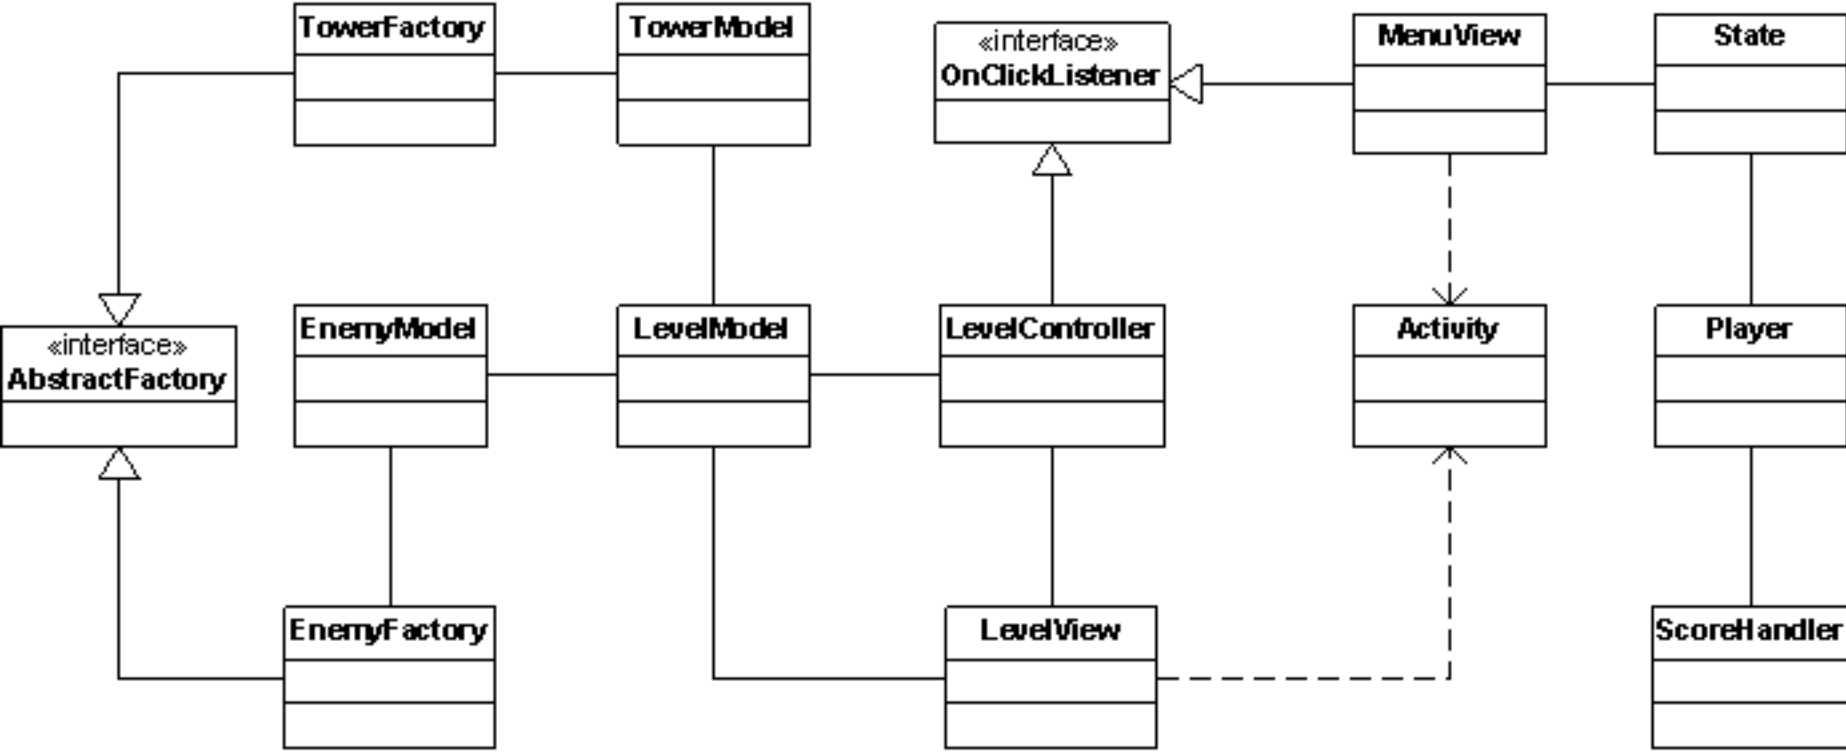 TowerFactory
TowerModel
«interface»
OnClickListener
MenuView
State
«interface»
AbstractFactory
EnemyModel
LevelModel
LevelController
Activity
Player
EnemyFactory
LevelView
ScoreHandler